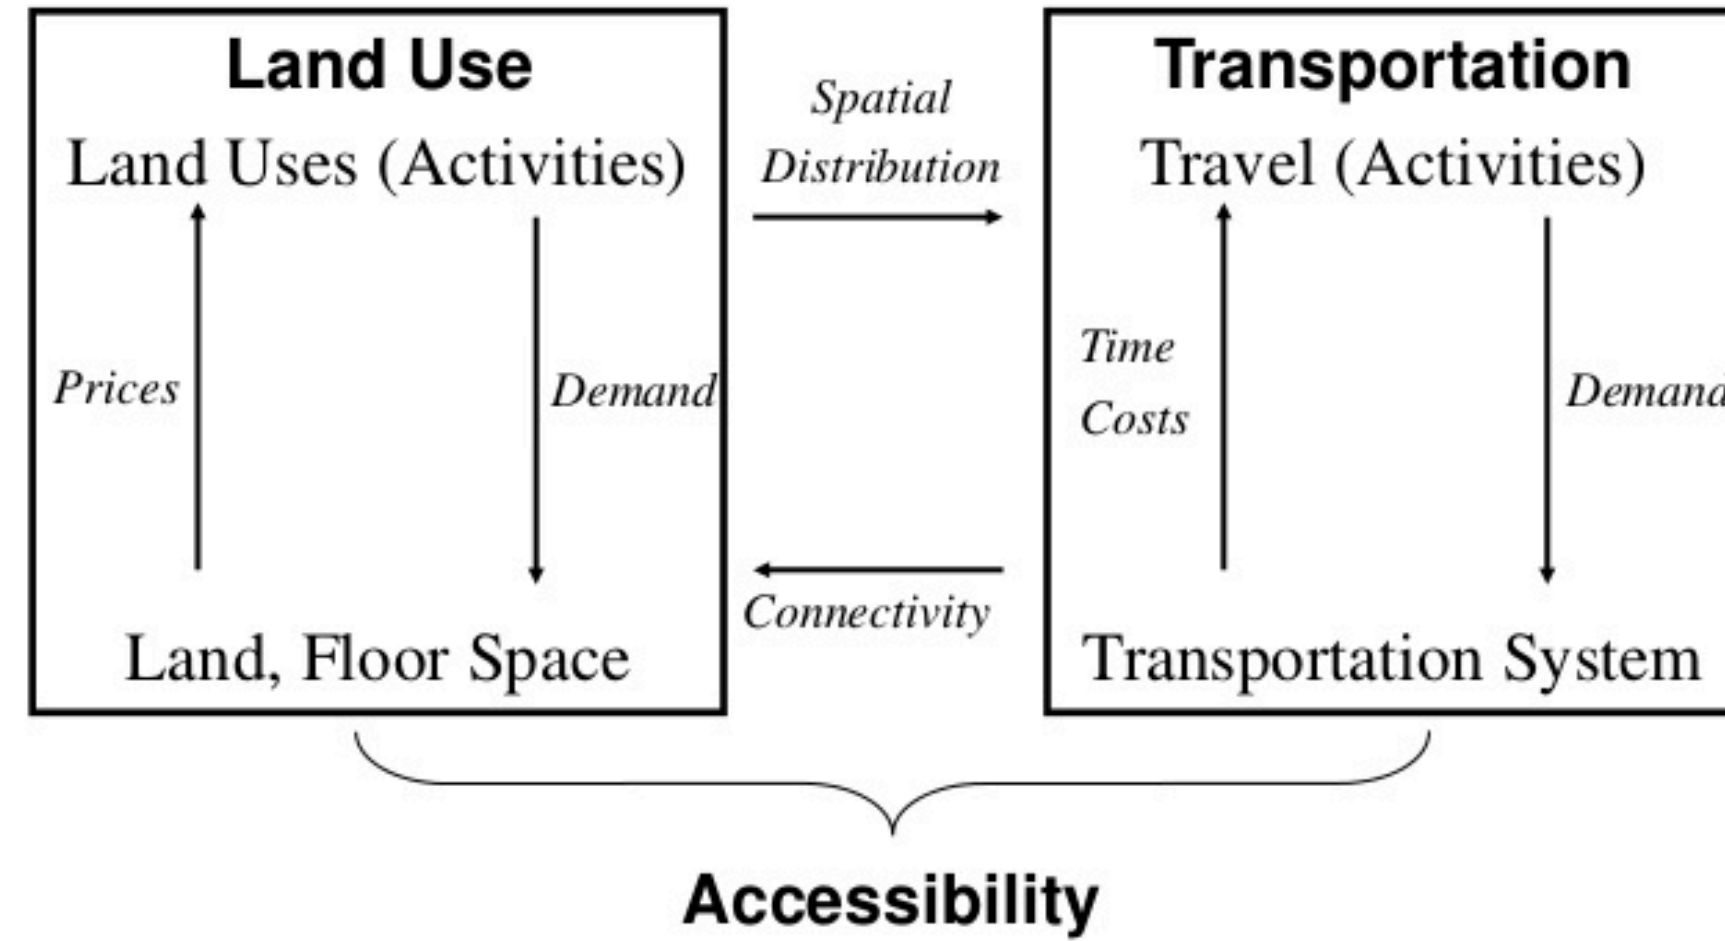 Land Use
Land Uses (Activities)
Prices
Demand
Land, Floor Space
Spatial
Distribution
Connectivity
Transportation
Travel (Activities)
Time
Costs
Demand
Transportation System
Accessibility